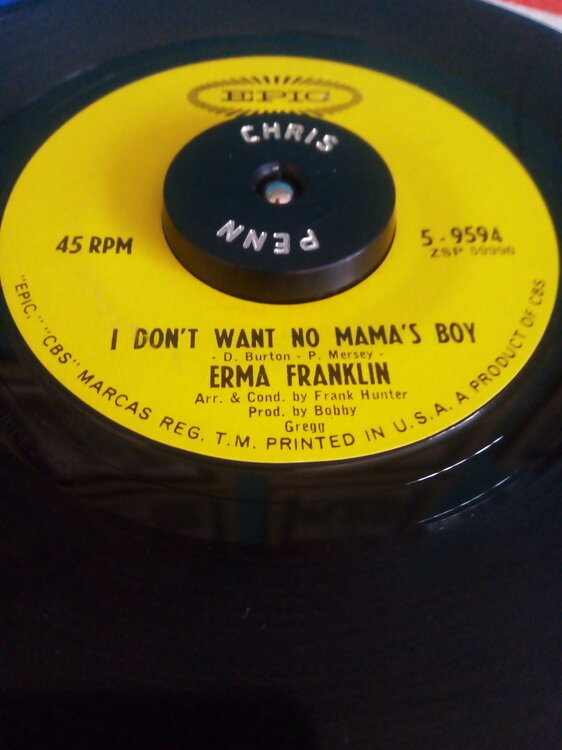 EPIC
CHRIS
PENN
45 RPM
5-9594
ZSP 59996
I DON'T WANT NO MAMA'S BOY
- D. Burton - P. Mersey -
ERMA FRANKLIN
Arr. & Cond. by Frank Hunter
Prod. by Bobby
Gregg
"EPIC," "CBS" MARCAS REG. T.M. PRINTED IN U.S.A. A PRODUCT OF CBS